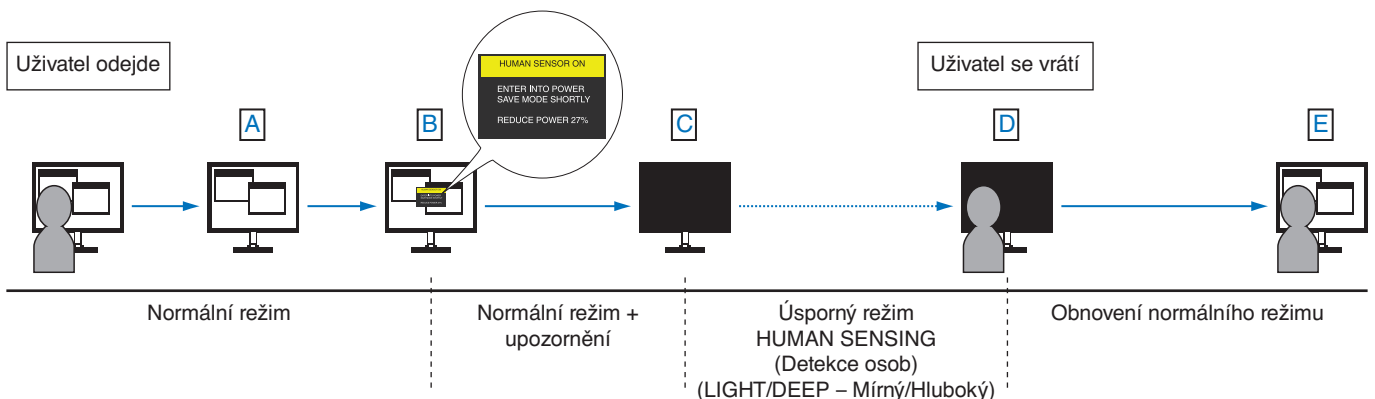 Uživatel odejde
HUMAN SENSOR ON
ENTER INTO POWER
SAVE MODE SHORTLY
REDUCE POWER 27%
Uživatel se vrátí
A
B
C
D
E
Normální režim
Normální režim +
upozornění
Úsporný režim
HUMAN SENSING
(Detekce osob)
(LIGHT/DEEP – Mírný/Hluboký)
Obnovení normálního režimu